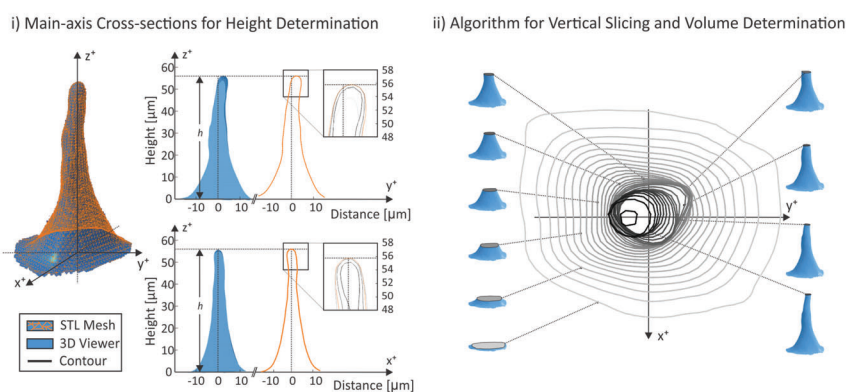 i) Main-axis Cross-sections for Height Determination
ii) Algorithm for Vertical Slicing and Volume Determination
z⁺
y⁺
x⁺
STL Mesh
3D Viewer
Contour
z⁺
60
50
40
30
20
10
0
Height [µm]
h
-10 0 10
-10 0 10
y⁺
Distance [µm]
58
56
54
52
50
48
z⁺
60
50
40
30
20
10
0
Height [µm]
h
-10 0 10
-10 0 10
x⁺
Distance [µm]
58
56
54
52
50
48
y⁺
x⁺